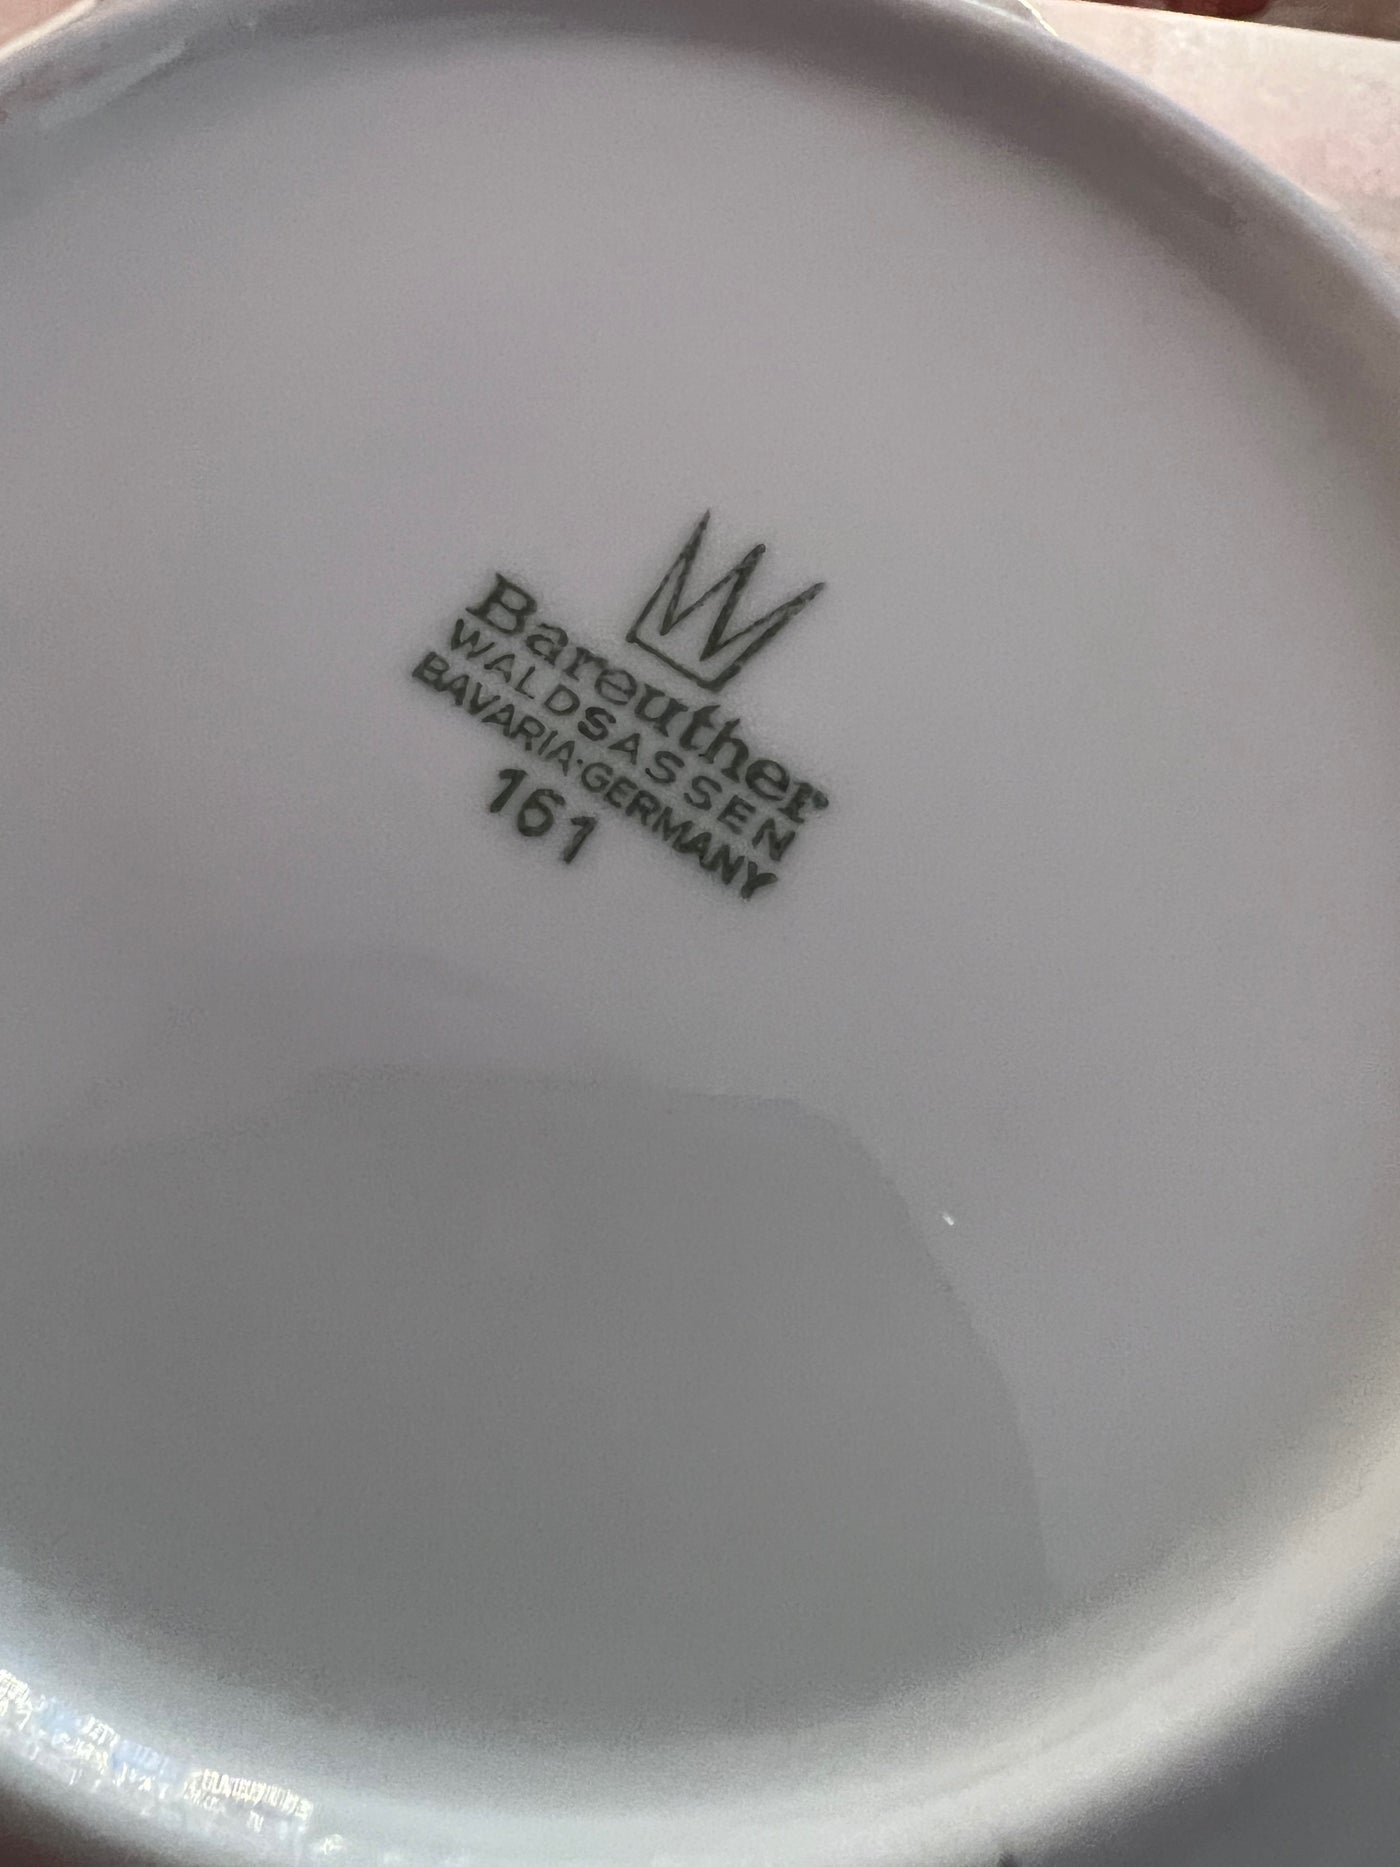 Bareuther
WALDSASSEN
BAVARIA·GERMANY
161